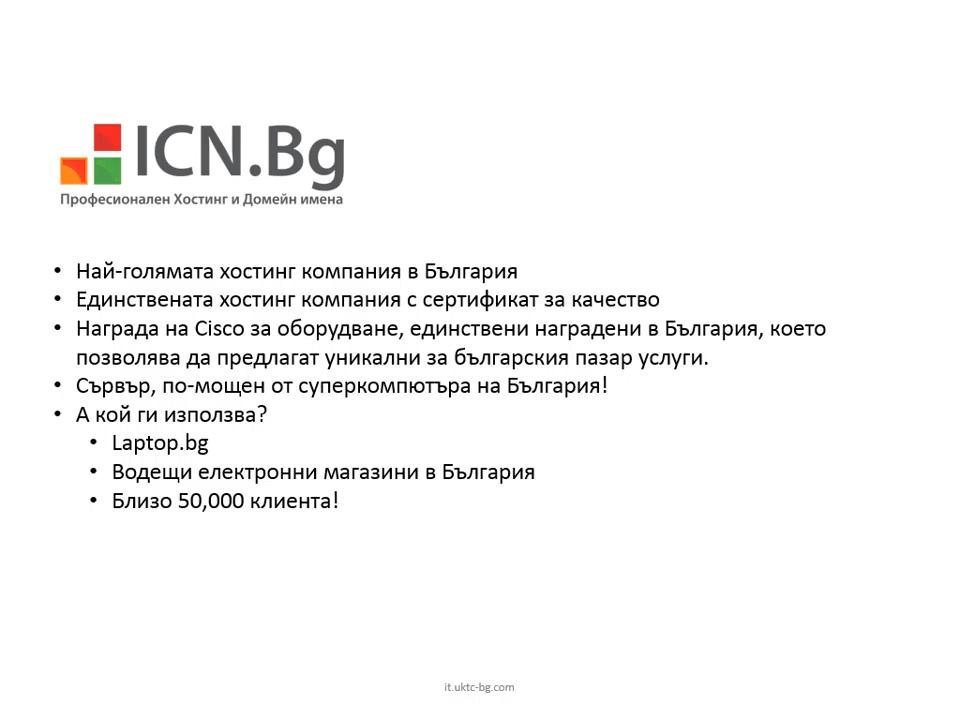 ICN.Bg
Професионален Хостинг и Домейн имена
• Най-голямата хостинг компания в България
• Единствената хостинг компания с сертификат за качество
• Награда на Cisco за оборудване, единствени наградени в България, което
позволява да предлагат уникални за българския пазар услуги.
• Сървър, по-мощен от суперкомпютъра на България!
• А кой ги използва?
• Laptop.bg
• Водещи електронни магазини в България
• Близо 50,000 клиента!
it.uktc-bg.com